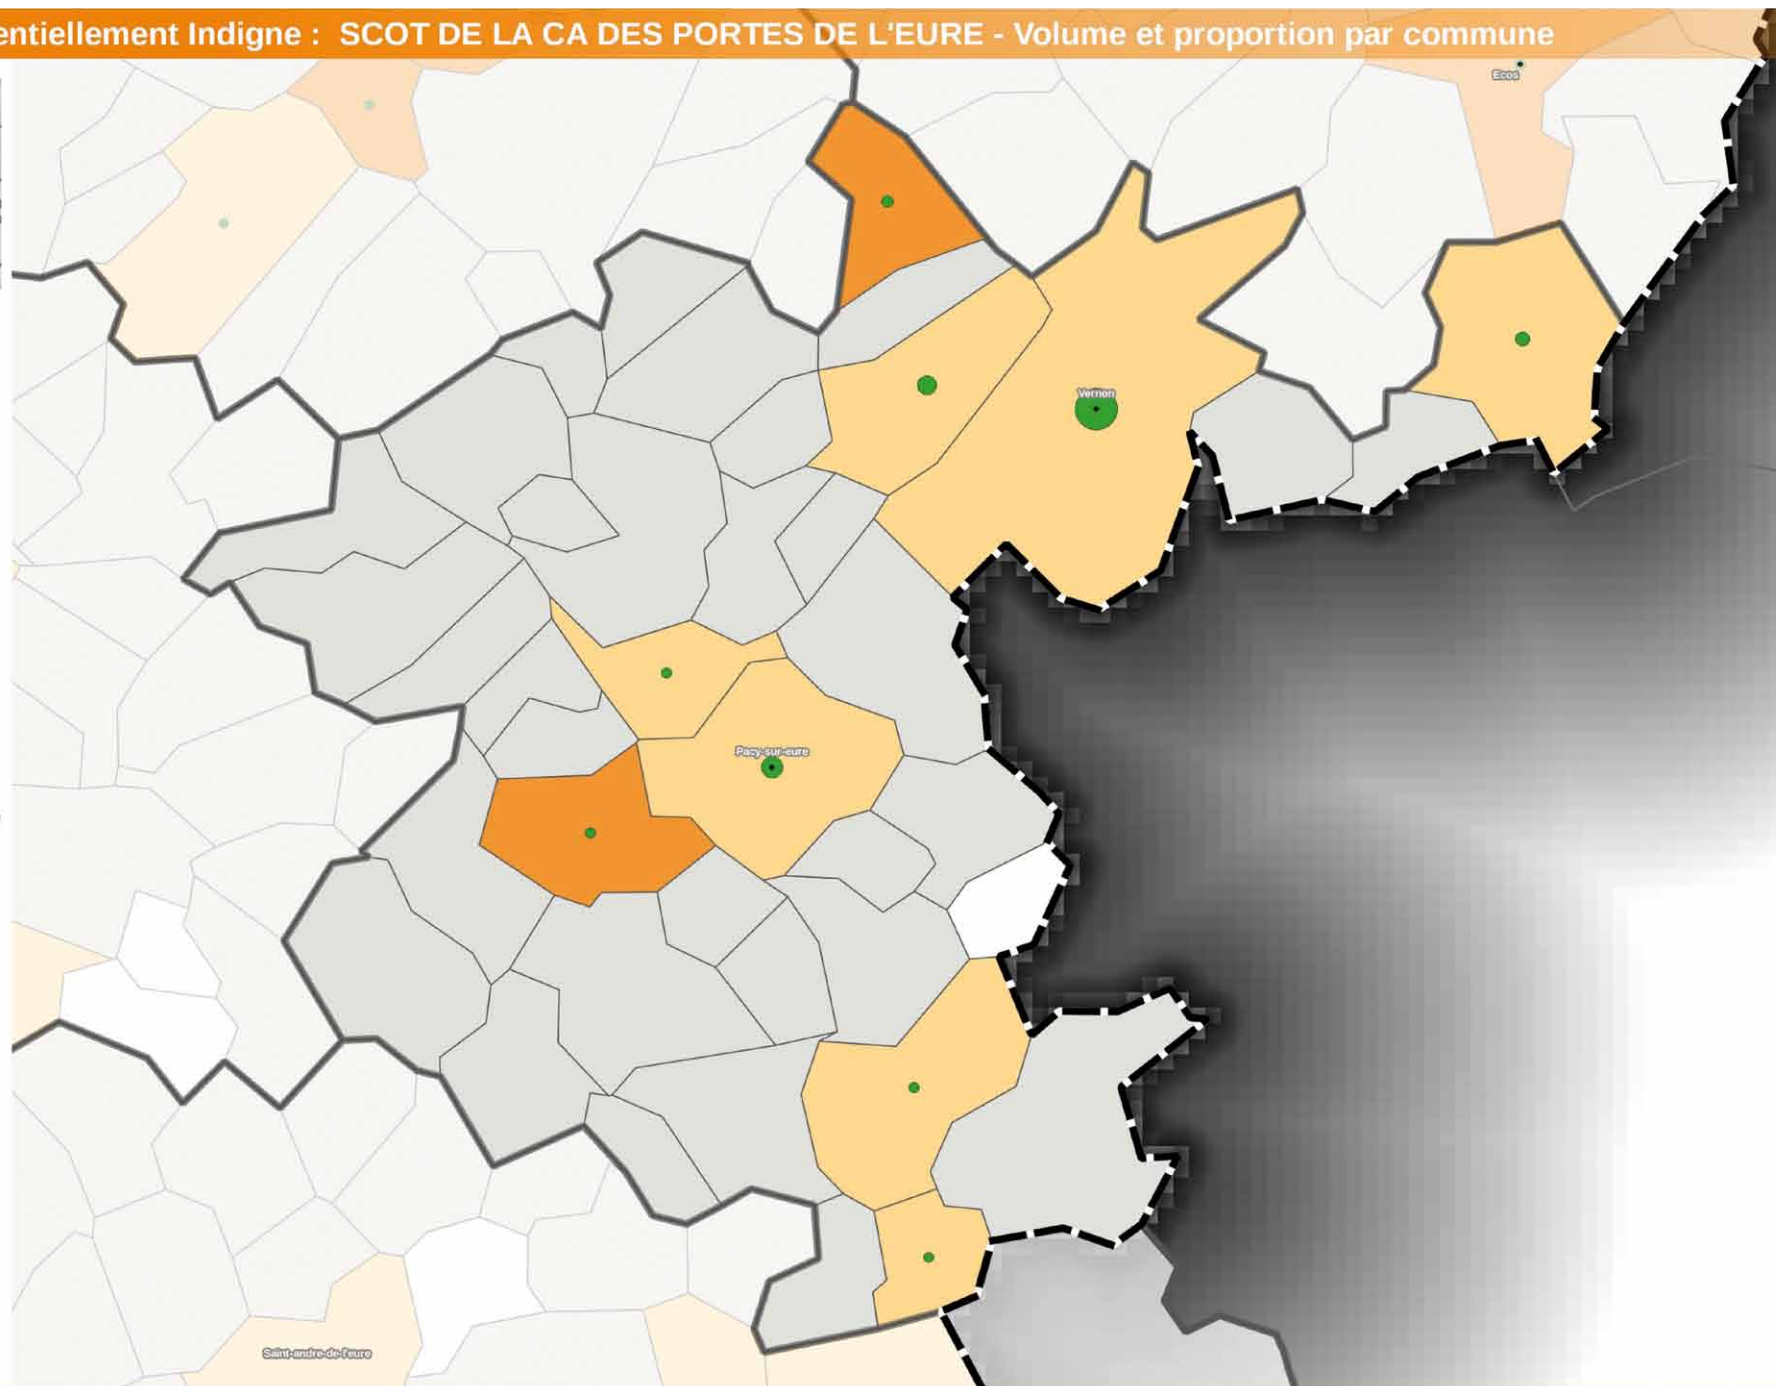 entiellement Indigne : SCOT DE LA CA DES PORTES DE L'EURE - Volume et proportion par commune
Ecos
Vernon
Pacy-sur-eure
Saint-andre-de-l'eure